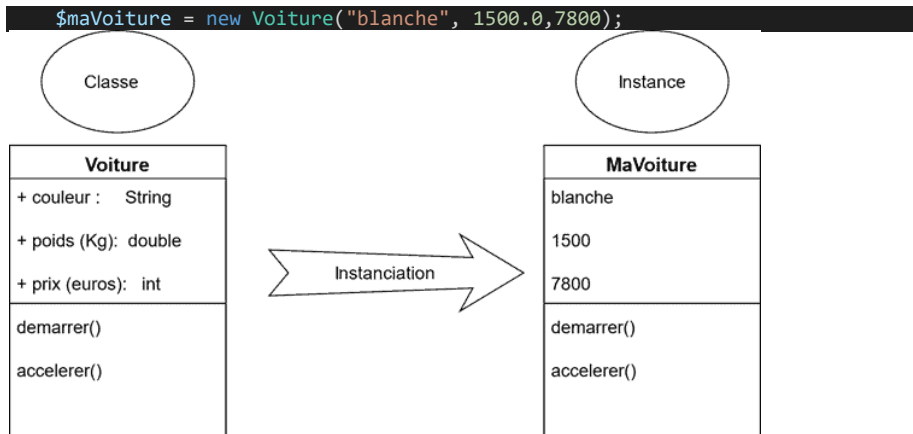 $maVoiture = new Voiture("blanche", 1500.0,7800);
Classe
Instance
Voiture
+ couleur : String
+ poids (Kg): double
+ prix (euros): int
demarrer()
accelerer()
Instanciation
MaVoiture
blanche
1500
7800
demarrer()
accelerer()